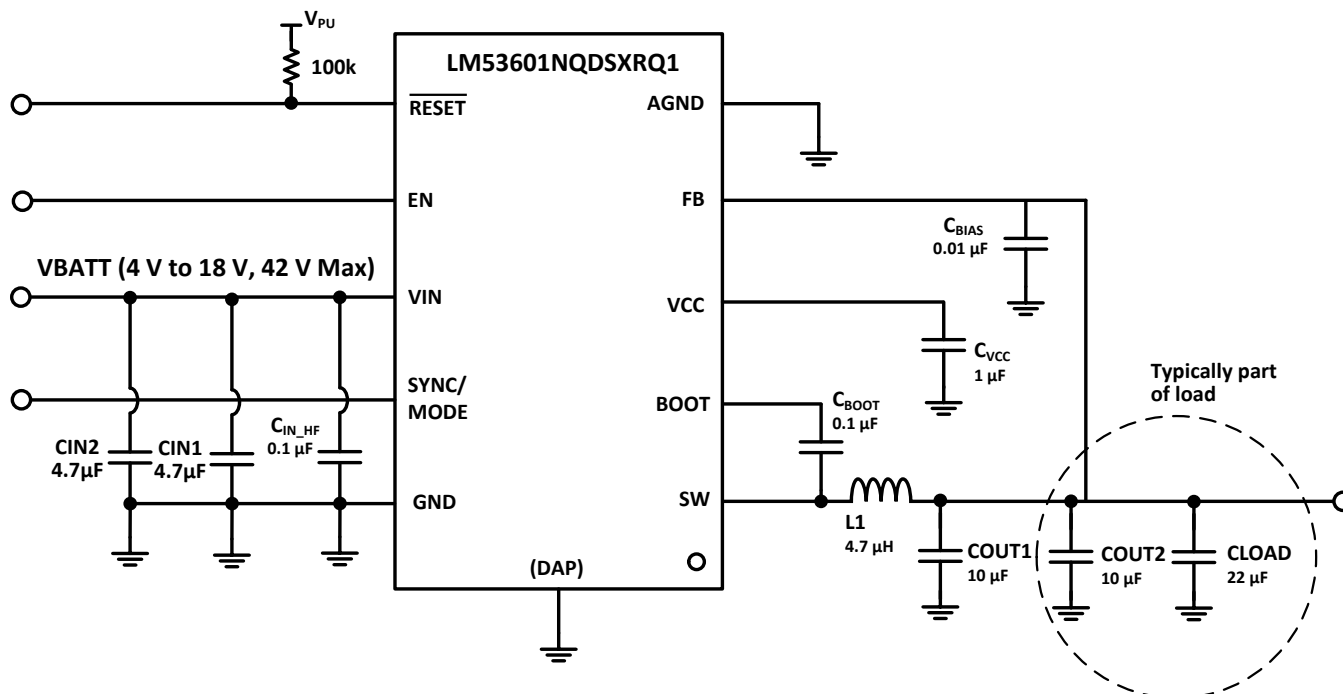 VPU
100k
LM53601NQDSXRQ1
RESET
AGND
EN
FB
CBIAS
0.01 µF
VBATT (4 V to 18 V, 42 V Max)
VIN
VCC
CVCC
1 µF
SYNC/
MODE
BOOT
CBOOT
0.1 µF
Typically part
of load
CIN2
4.7µF
CIN1
4.7µF
CIN_HF
0.1 µF
GND
SW
L1
4.7 µH
COUT1
10 µF
COUT2
10 µF
CLOAD
22 µF
(DAP)